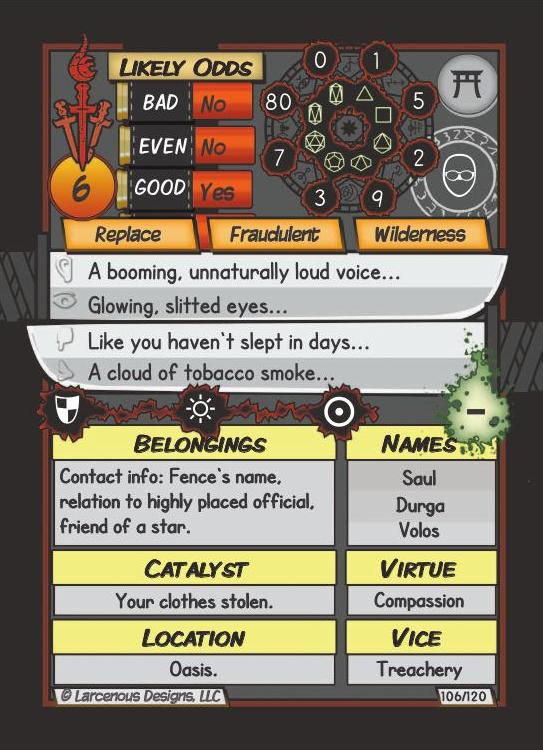 LIKELY ODDS
BAD No
EVEN No
GOOD Yes
6
0 1
80 5
7 2
3 9
Replace Fraudulent Wilderness
A booming, unnaturally loud voice...
Glowing, slitted eyes...
Like you haven't slept in days...
A cloud of tobacco smoke...
-
BELONGINGS
Contact info: Fence's name,
relation to highly placed official,
friend of a star.
NAMES
Saul
Durga
Volos
CATALYST
Your clothes stolen.
VIRTUE
Compassion
LOCATION
Oasis.
VICE
Treachery
© Larcenous Designs, LLC
106/120